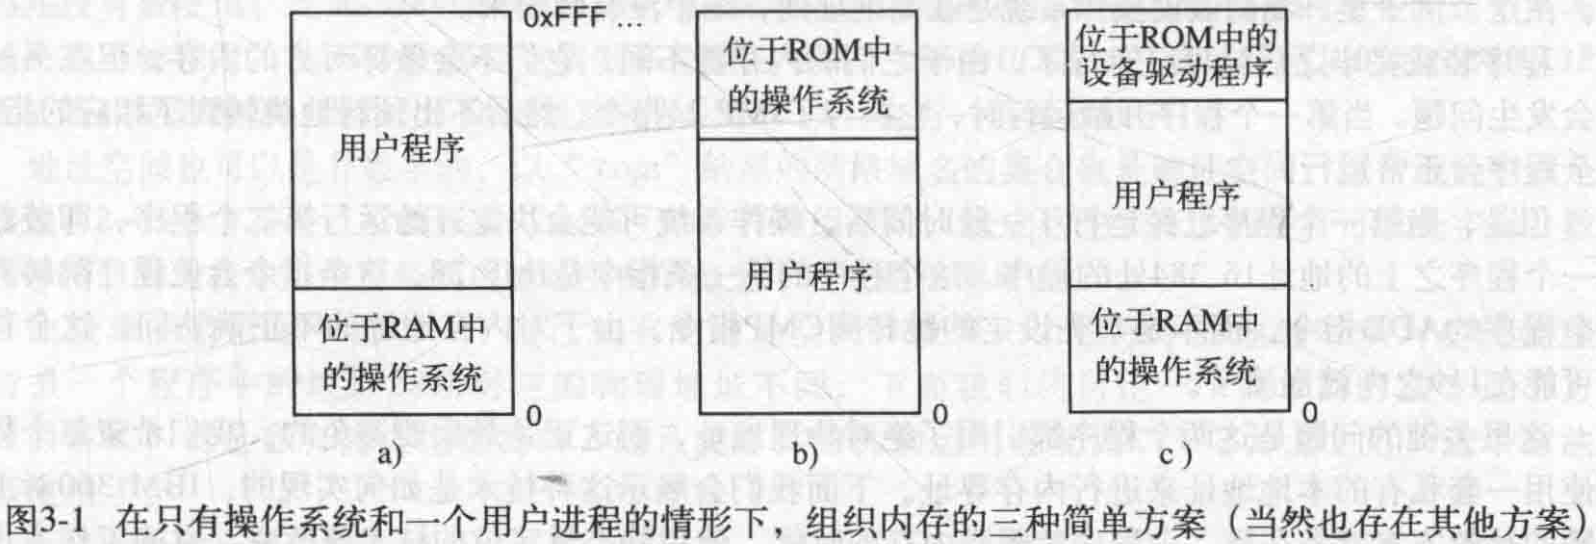 0xFFF ...
用户程序
位于RAM中
的操作系统
0
a)
位于ROM中
的操作系统
用户程序
0
b)
位于ROM中的
设备驱动程序
用户程序
位于RAM中
的操作系统
0
c)
图3-1 在只有操作系统和一个用户进程的情形下，组织内存的三种简单方案（当然也存在其他方案）